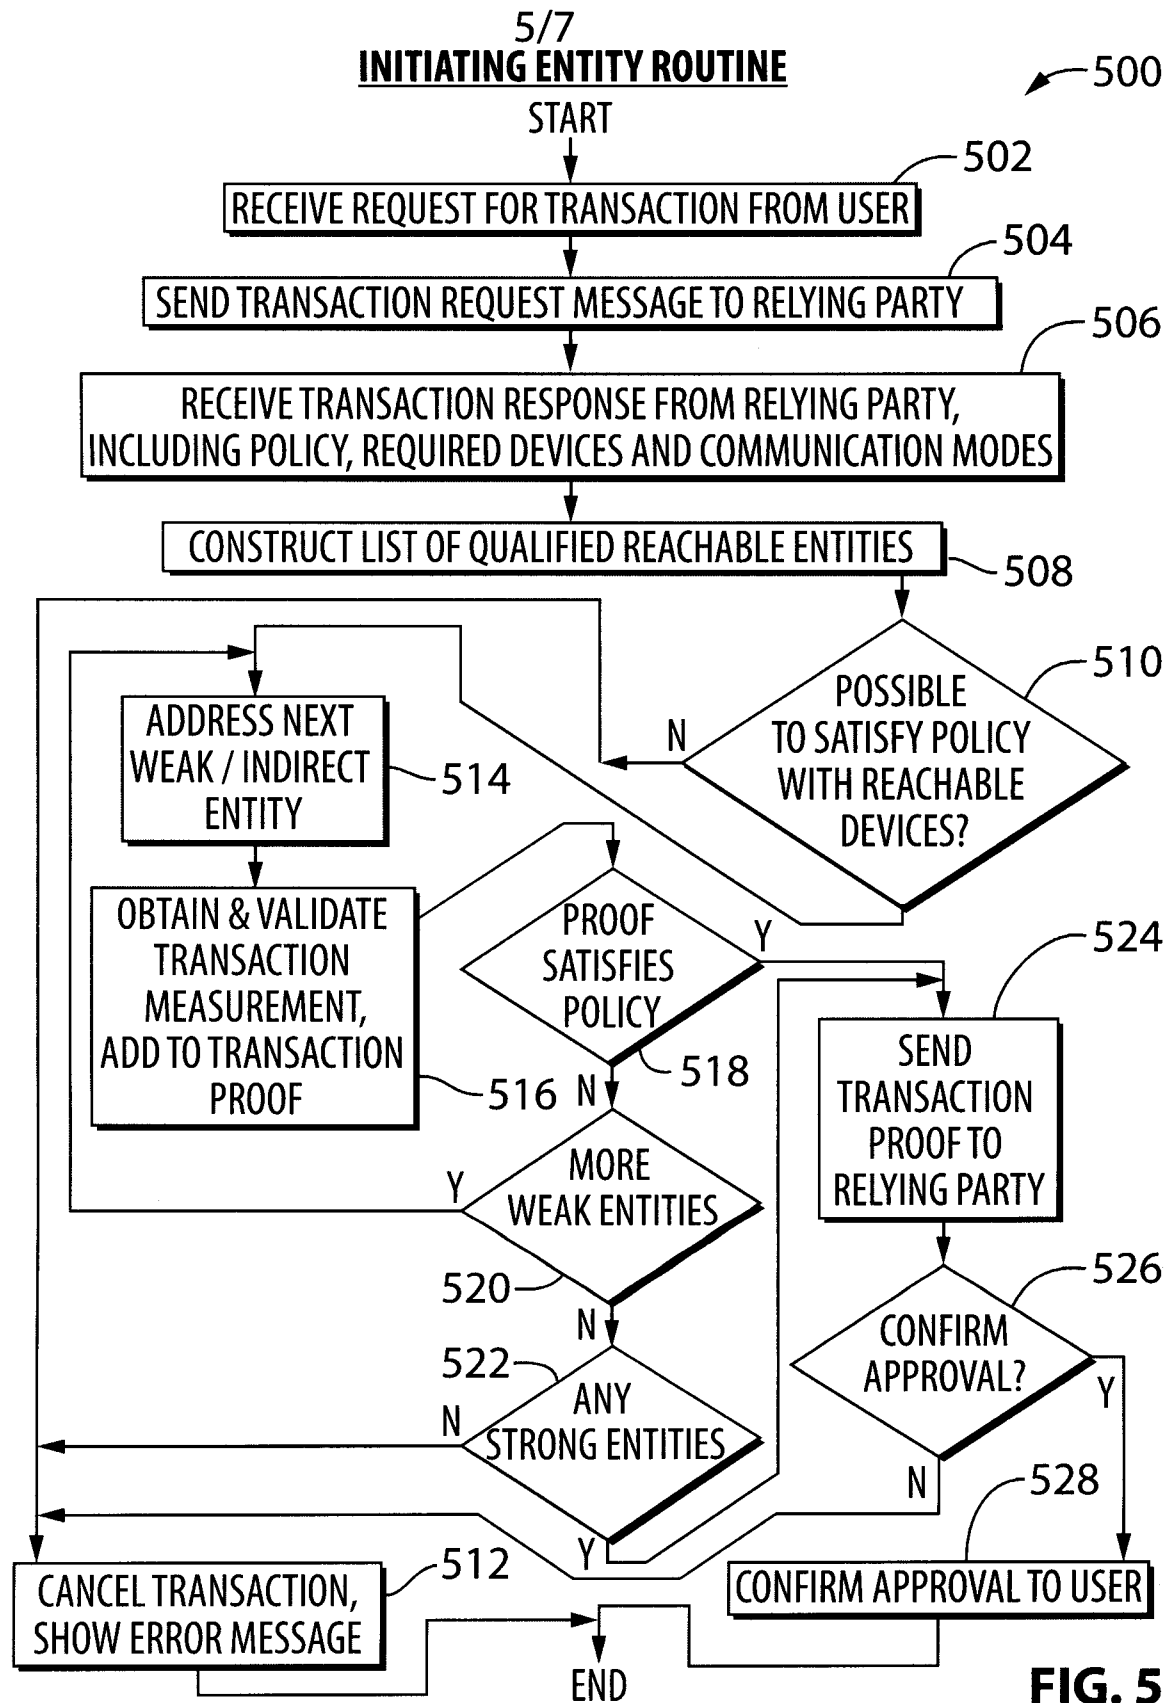 5/7
INITIATING ENTITY ROUTINE
500
START
502
RECEIVE REQUEST FOR TRANSACTION FROM USER
504
SEND TRANSACTION REQUEST MESSAGE TO RELYING PARTY
506
RECEIVE TRANSACTION RESPONSE FROM RELYING PARTY,
INCLUDING POLICY, REQUIRED DEVICES AND COMMUNICATION MODES
CONSTRUCT LIST OF QUALIFIED REACHABLE ENTITIES
508
510
POSSIBLE
TO SATISFY POLICY
WITH REACHABLE
DEVICES?
N
ADDRESS NEXT
WEAK / INDIRECT
ENTITY
514
OBTAIN & VALIDATE
TRANSACTION
MEASUREMENT,
ADD TO TRANSACTION
PROOF
516
PROOF
SATISFIES
POLICY
Y
518
N
524
SEND
TRANSACTION
PROOF TO
RELYING PARTY
MORE
WEAK ENTITIES
Y
520
N
526
CONFIRM
APPROVAL?
Y
N
522
ANY
STRONG ENTITIES
N
Y
528
512
CANCEL TRANSACTION,
SHOW ERROR MESSAGE
CONFIRM APPROVAL TO USER
END
FIG. 5